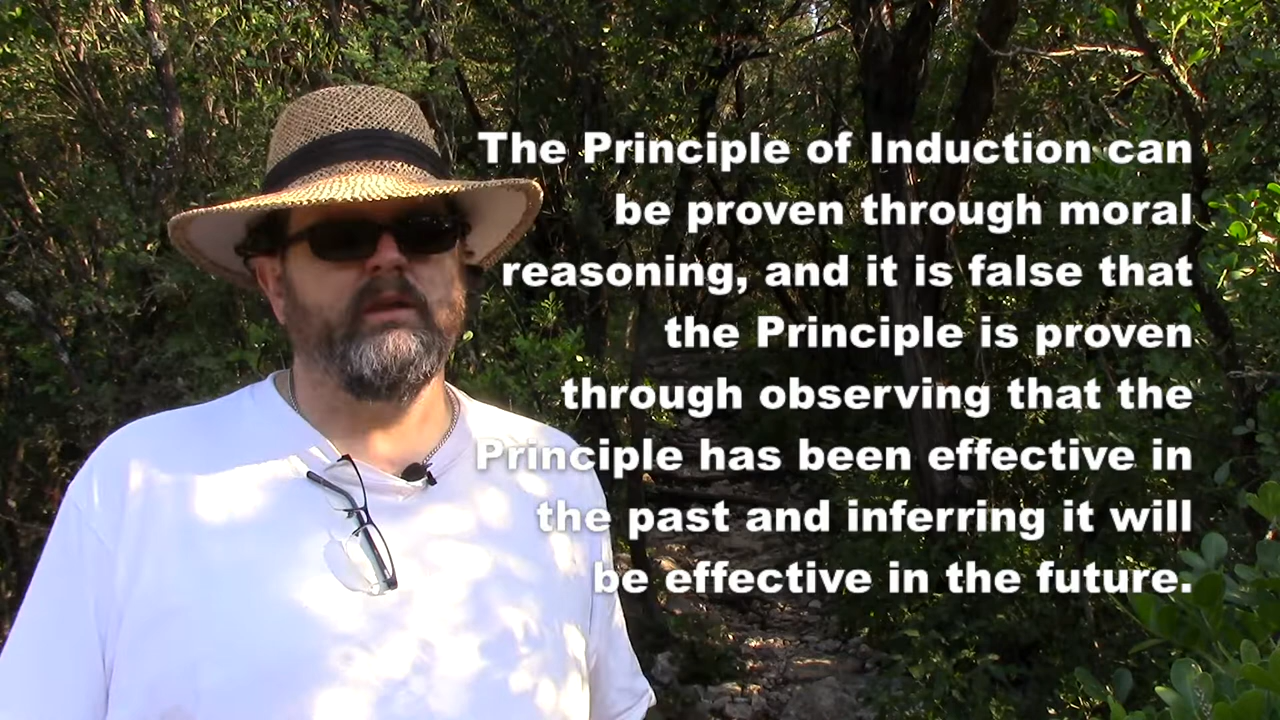 The Principle of Induction can
be proven through moral
reasoning, and it is false that
the Principle is proven
through observing that the
Principle has been effective in
the past and inferring it will
be effective in the future.